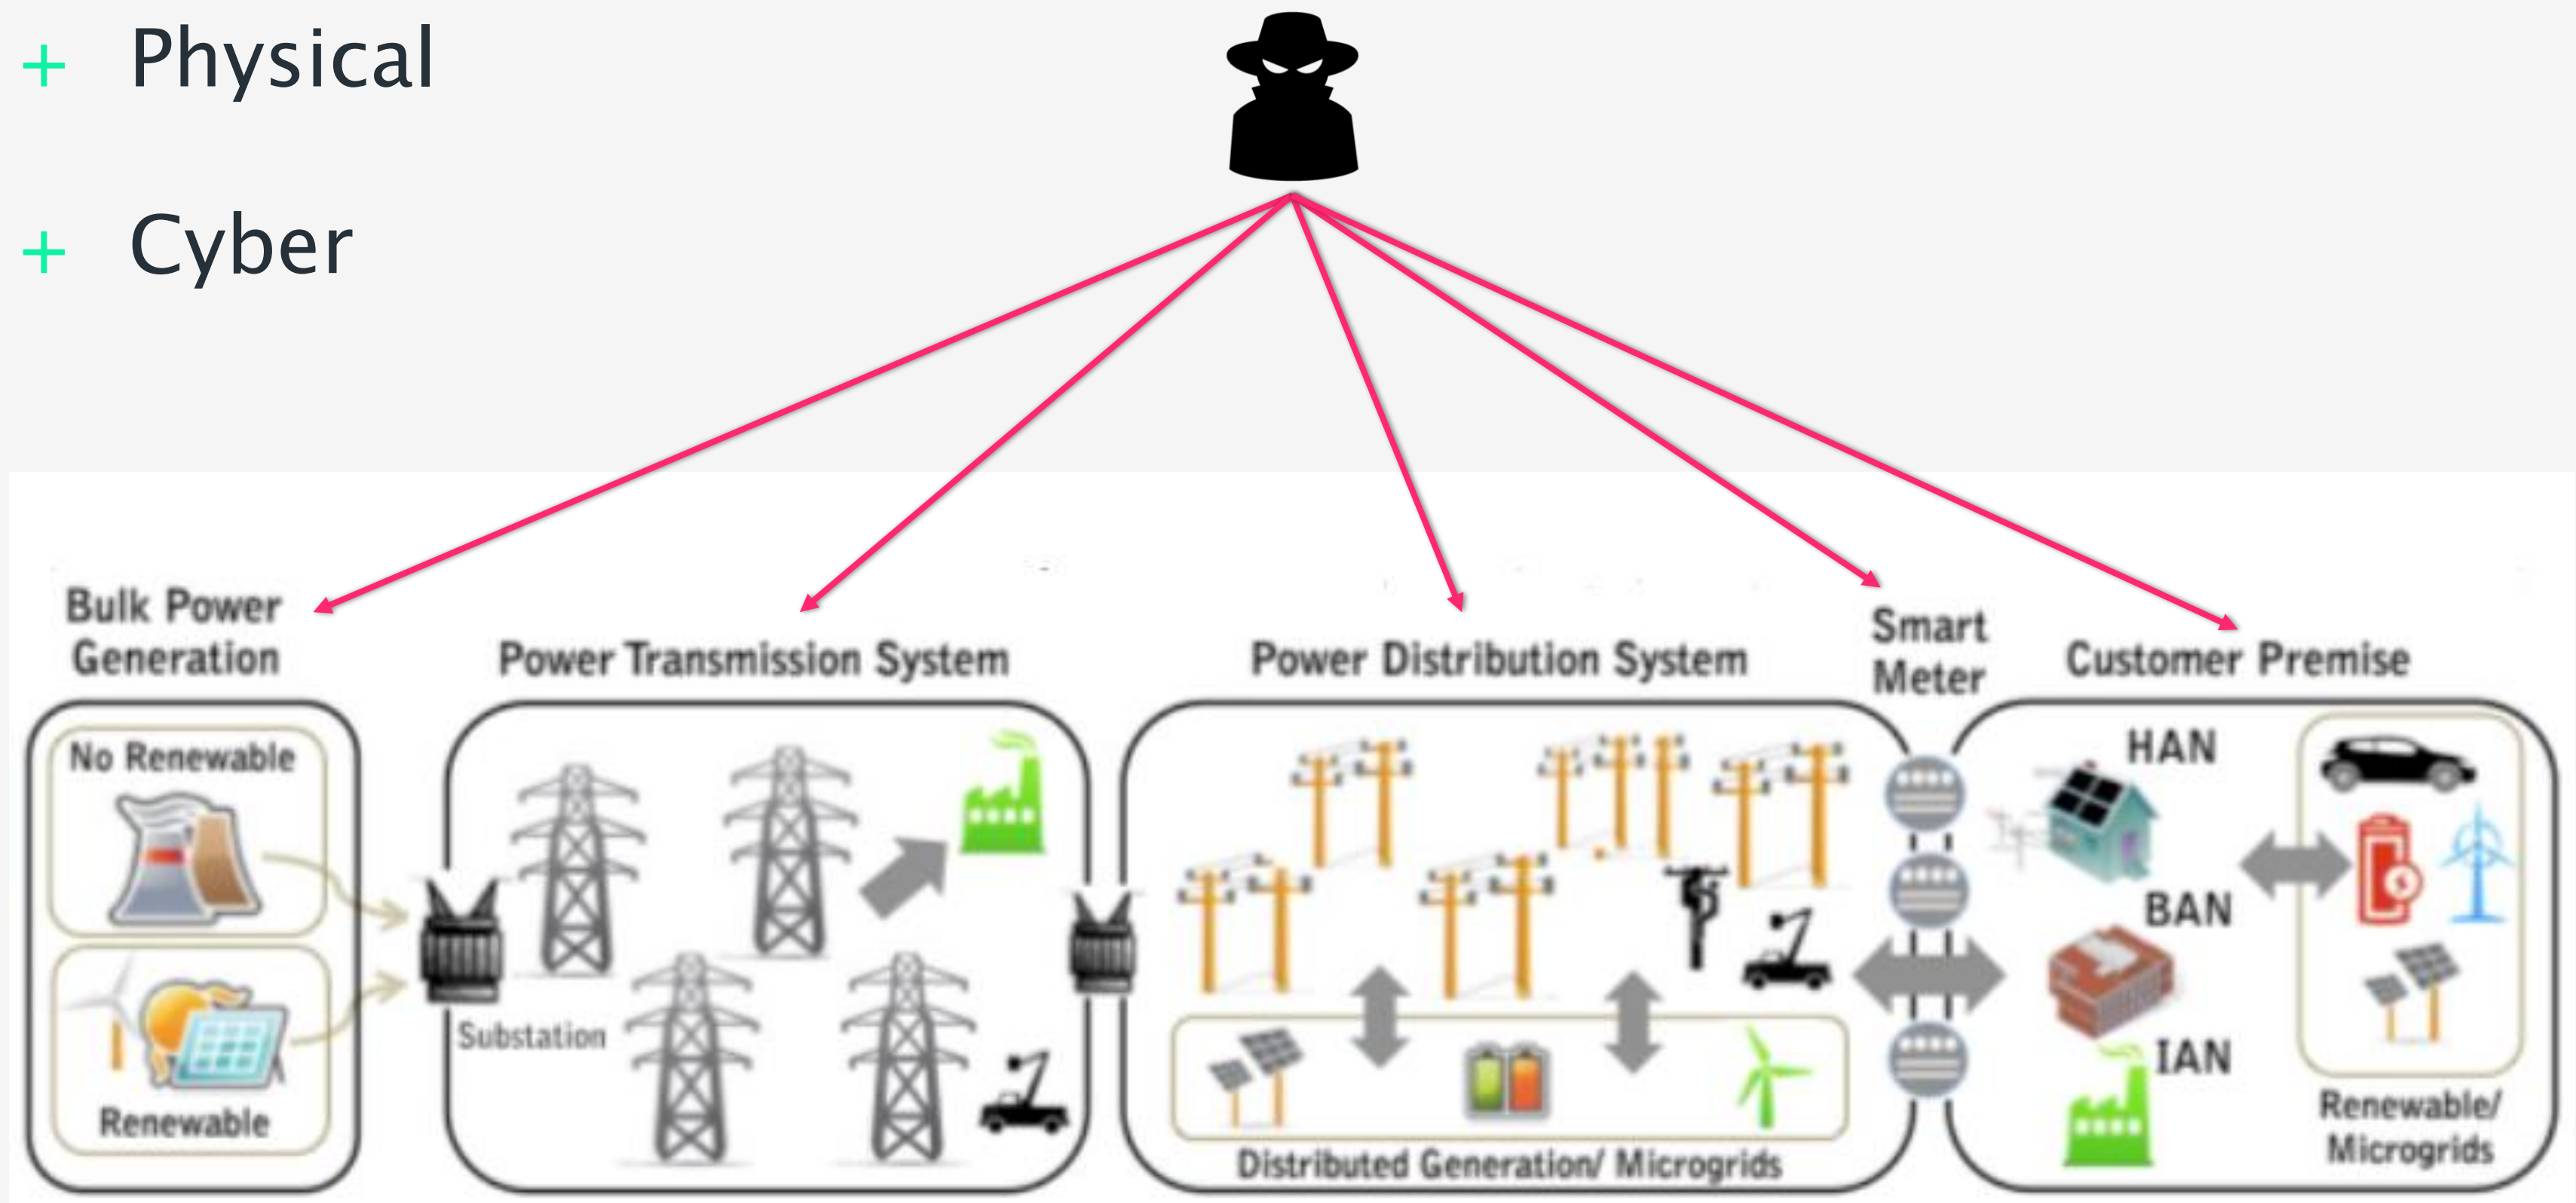 + Physical
+ Cyber
Bulk Power
Generation
Power Transmission System
Power Distribution System
Smart
Meter
Customer Premise
No Renewable
Substation
Renewable
Distributed Generation/ Microgrids
HAN
BAN
IAN
Renewable/
Microgrids